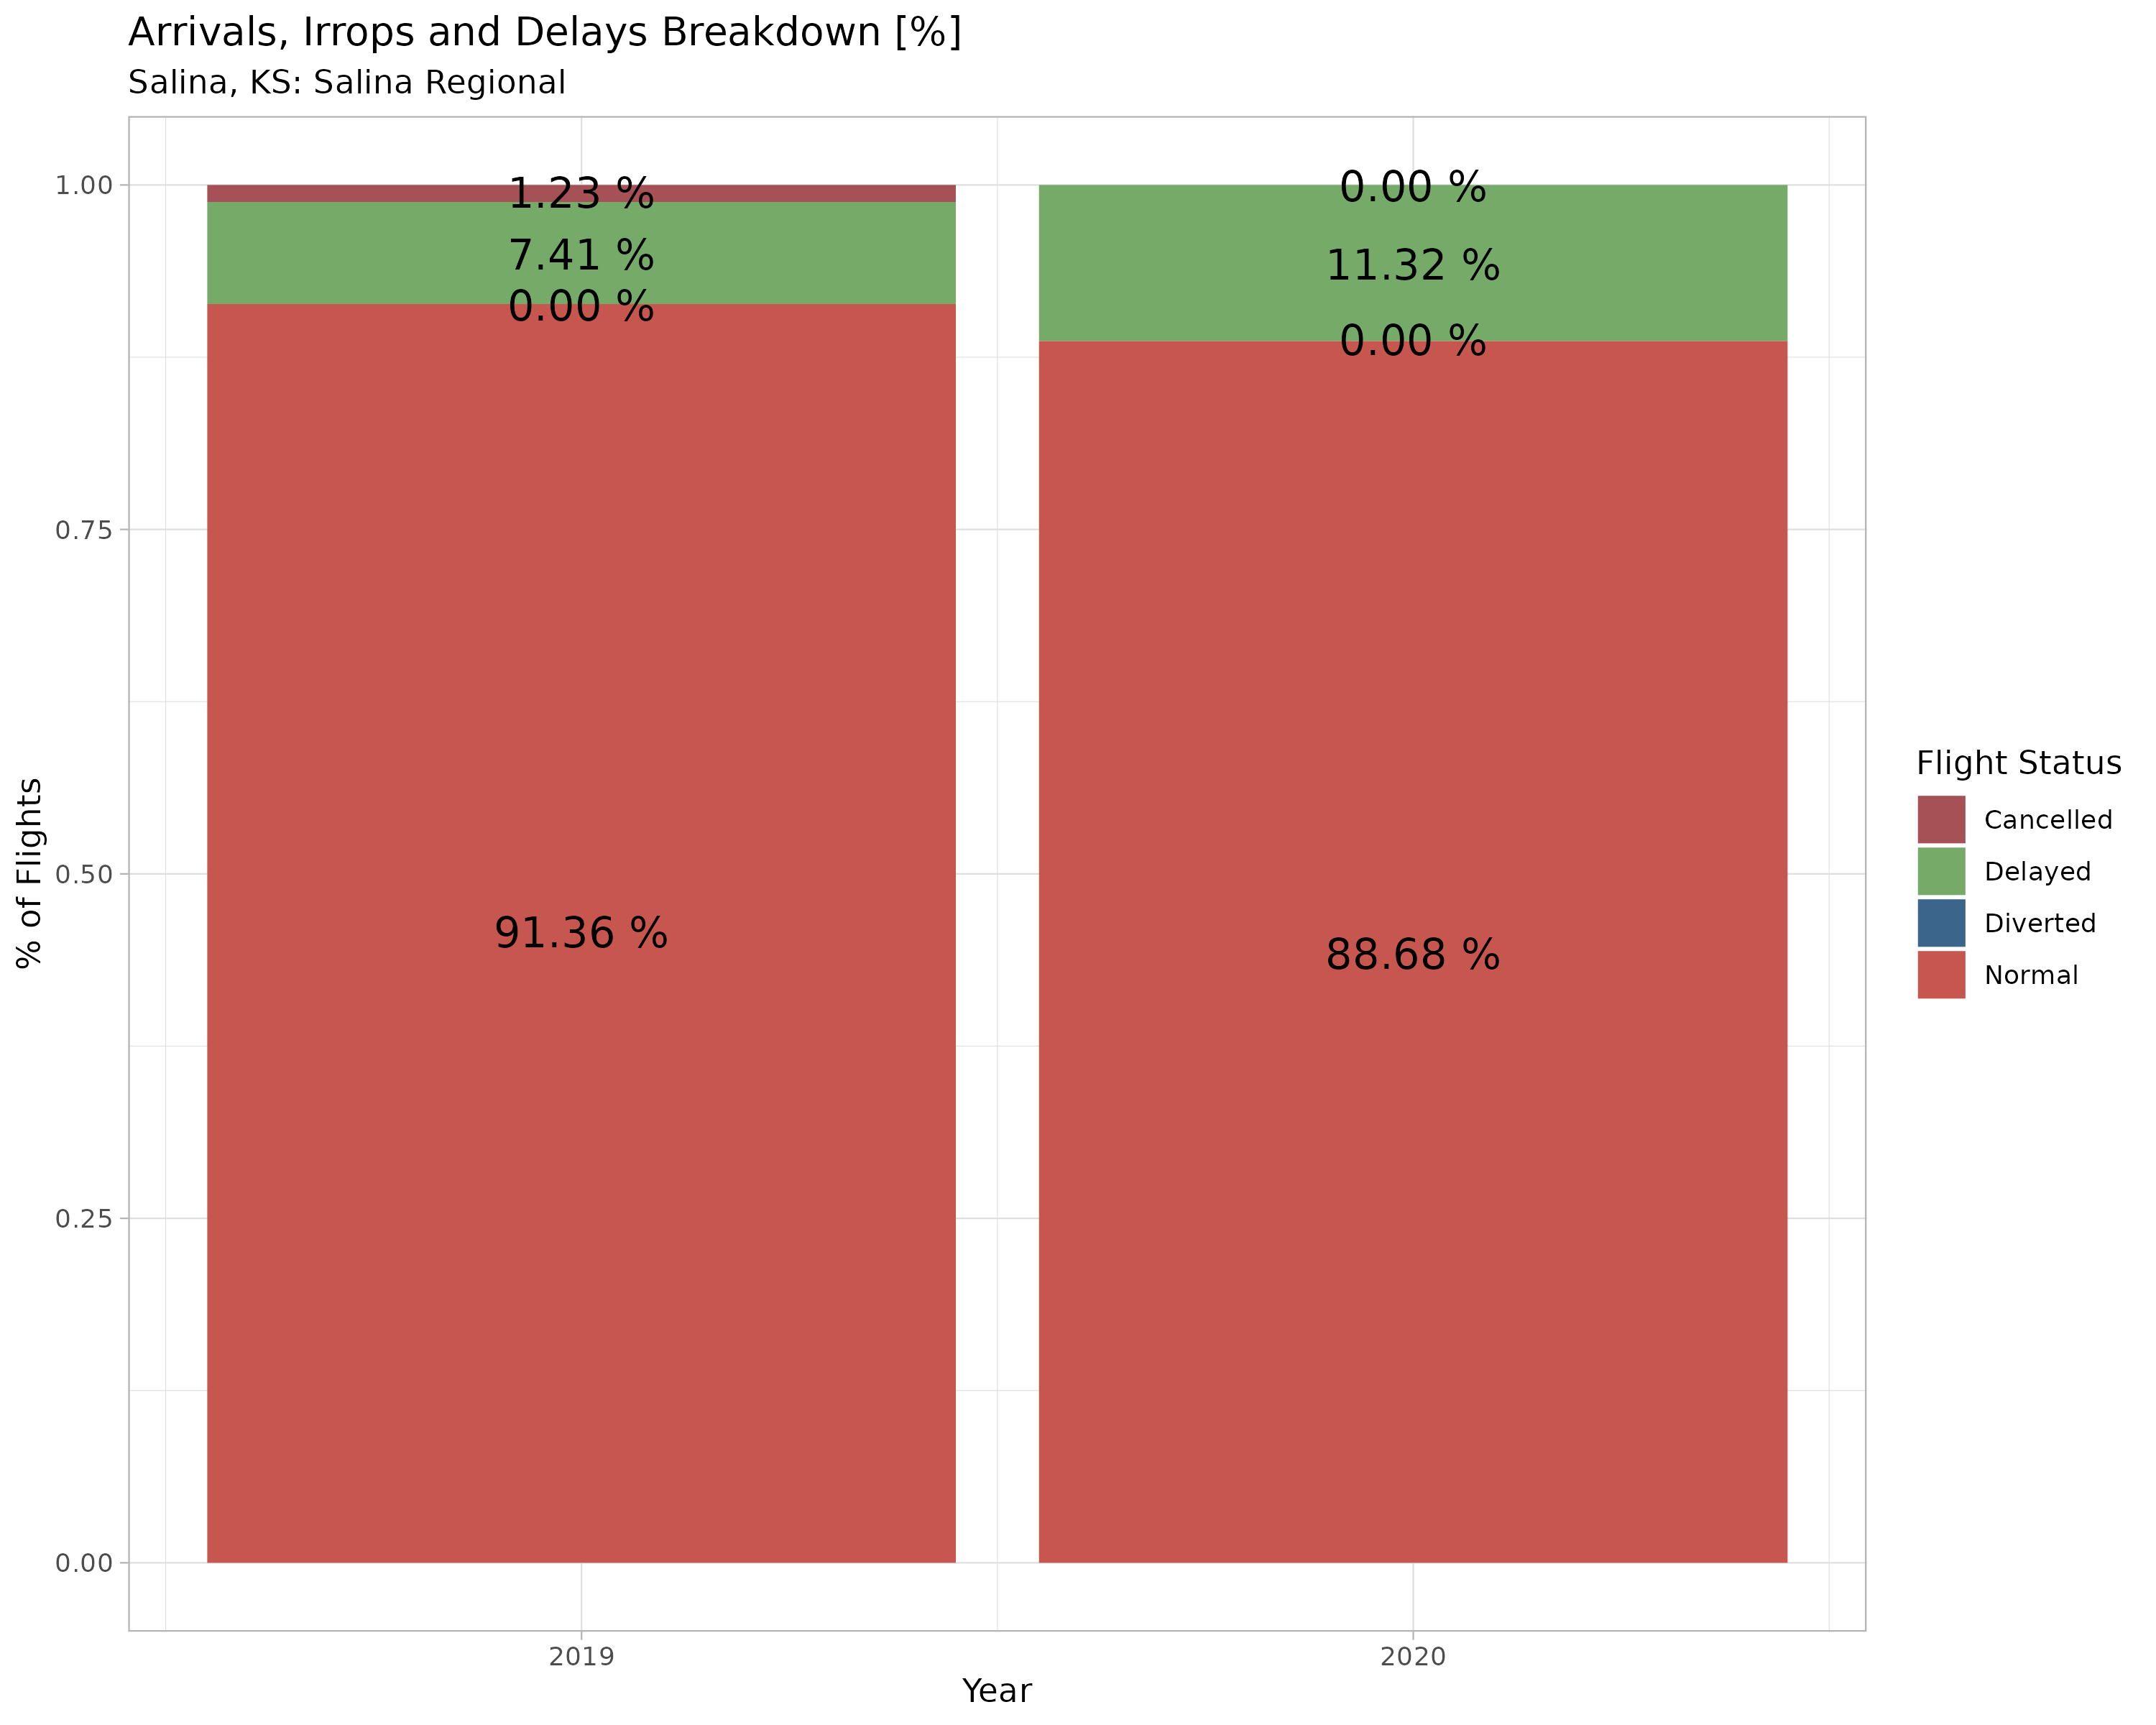 Arrivals, Irrops and Delays Breakdown [%]
Salina, KS: Salina Regional
1.00
0.75
0.50
0.25
0.00
% of Flights
1.23 %
7.41 %
0.00 %
91.36 %
0.00 %
11.32 %
0.00 %
88.68 %
2019
2020
Year
Flight Status
Cancelled
Delayed
Diverted
Normal